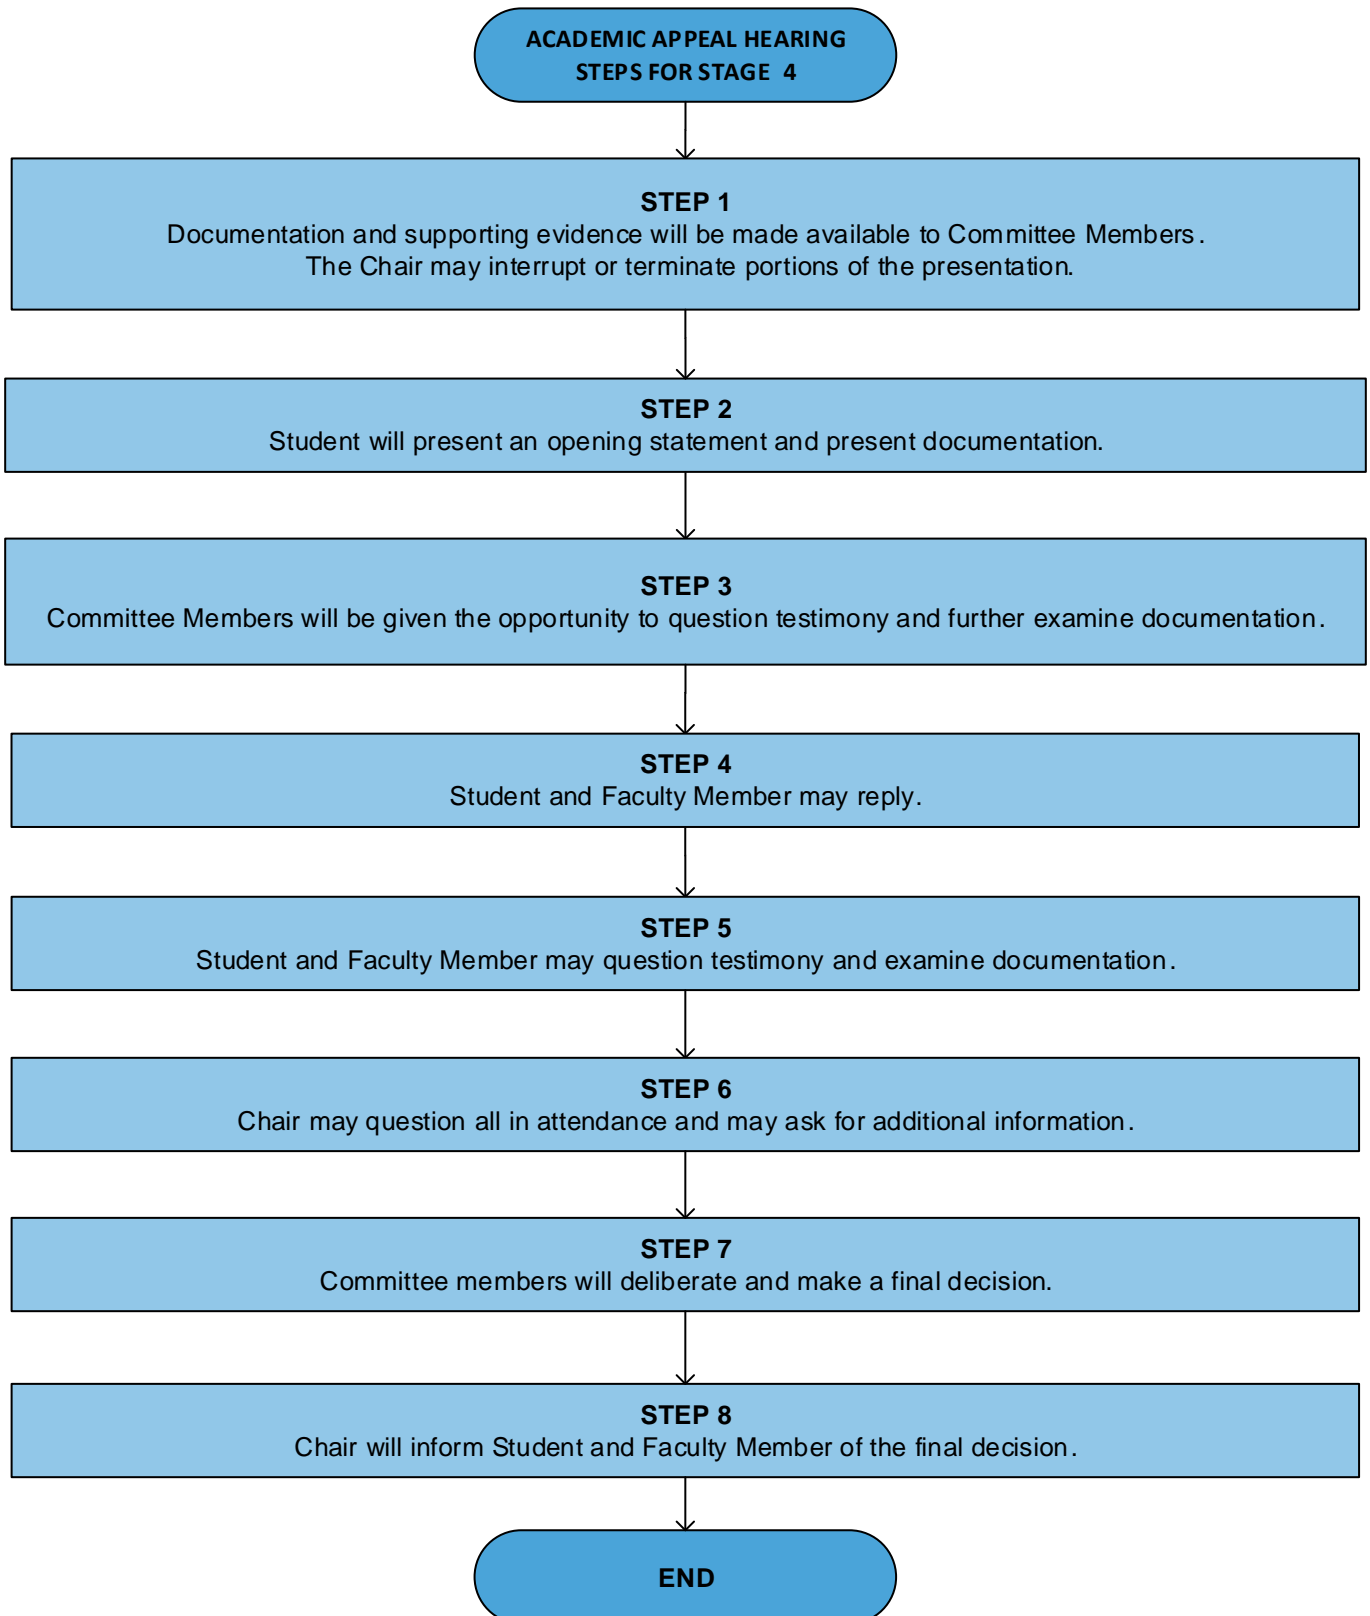 ACADEMIC APPEAL HEARING
STEPS FOR STAGE 4
STEP 1
Documentation and supporting evidence will be made available to Committee Members.
The Chair may interrupt or terminate portions of the presentation.
STEP 2
Student will present an opening statement and present documentation.
STEP 3
Committee Members will be given the opportunity to question testimony and further examine documentation.
STEP 4
Student and Faculty Member may reply.
STEP 5
Student and Faculty Member may question testimony and examine documentation.
STEP 6
Chair may question all in attendance and may ask for additional information.
STEP 7
Committee members will deliberate and make a final decision.
STEP 8
Chair will inform Student and Faculty Member of the final decision.
END